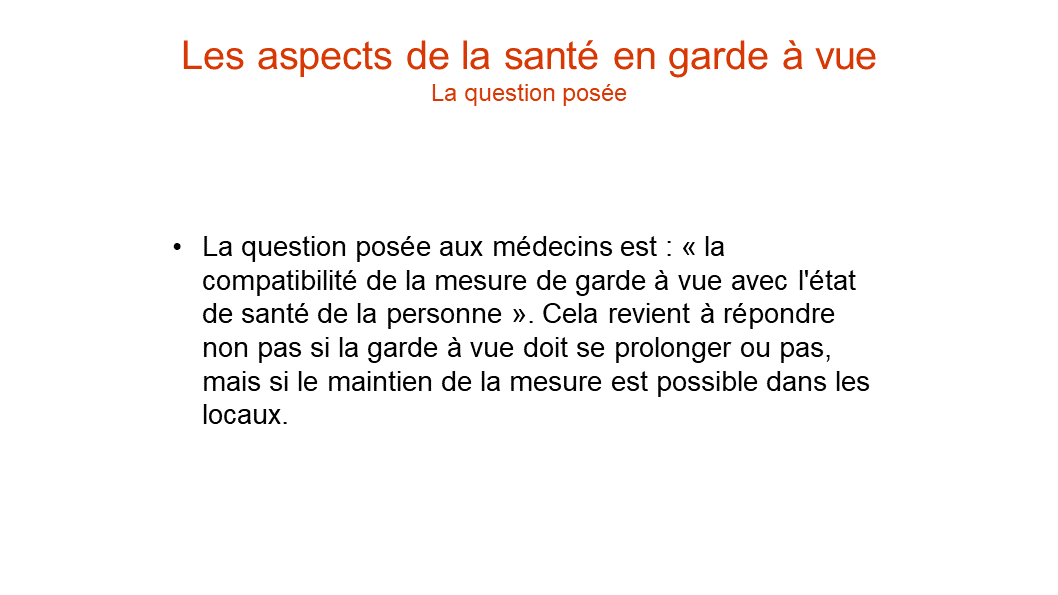 Les aspects de la santé en garde à vue
La question posée
• La question posée aux médecins est : « la
compatibilité de la mesure de garde à vue avec l'état
de santé de la personne ». Cela revient à répondre
non pas si la garde à vue doit se prolonger ou pas,
mais si le maintien de la mesure est possible dans les
locaux.